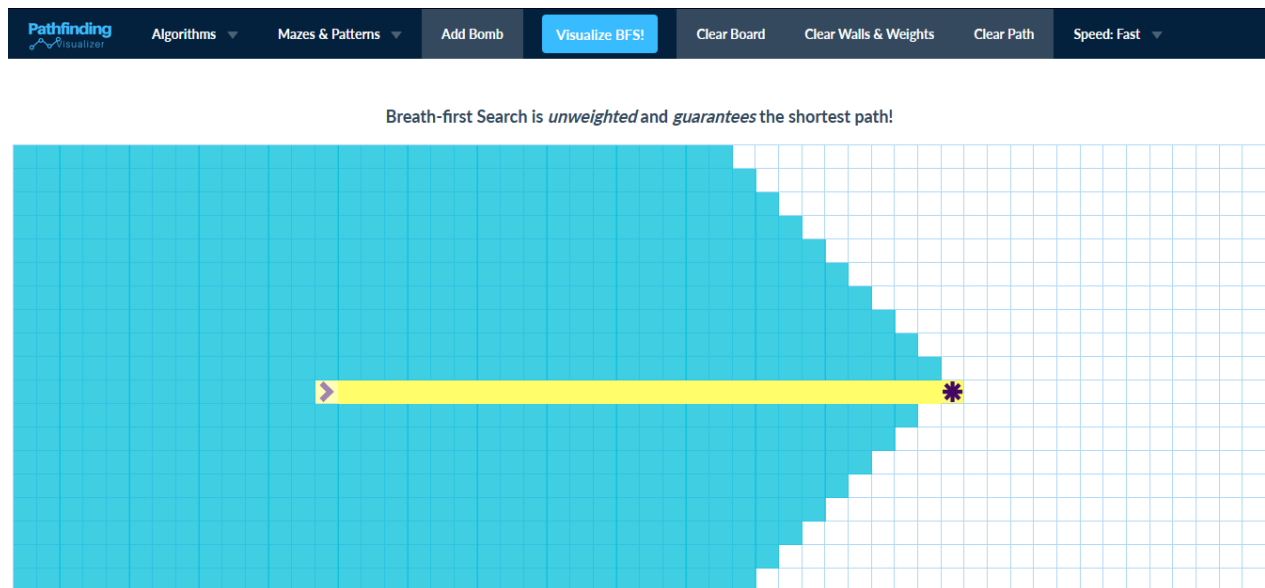 Pathfinding
Visualizer
Algorithms
Mazes & Patterns
Add Bomb
Visualize BFS!
Clear Board
Clear Walls & Weights
Clear Path
Speed: Fast
Breath-first Search is unweighted and guarantees the shortest path!